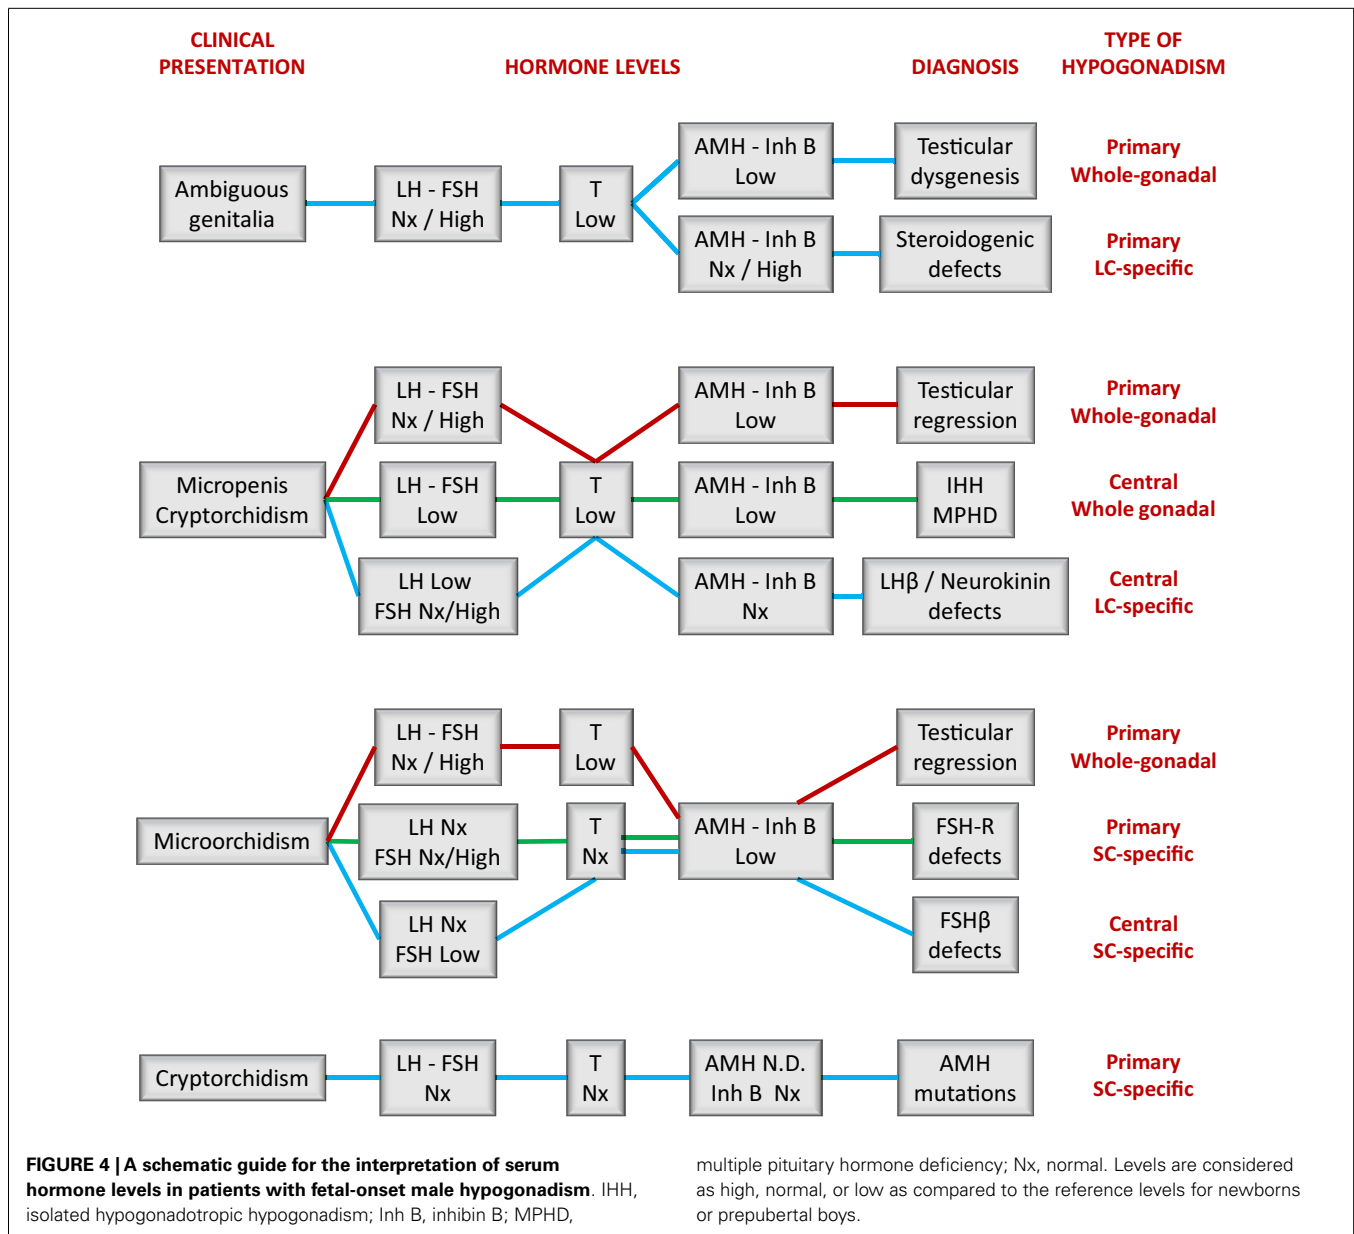 CLINICAL
PRESENTATION
HORMONE LEVELS
DIAGNOSIS
TYPE OF
HYPOGONADISM
Ambiguous
genitalia
LH - FSH
Nx / High
T
Low
AMH - Inh B
Low
Testicular
dysgenesis
Primary
Whole-gonadal
AMH - Inh B
Nx / High
Steroidogenic
defects
Primary
LC-specific
Micropenis
Cryptorchidism
LH - FSH
Nx / High
AMH - Inh B
Low
Testicular
regression
Primary
Whole-gonadal
LH - FSH
Low
T
Low
AMH - Inh B
Low
IHH
MPHD
Central
Whole gonadal
LH Low
FSH Nx/High
AMH - Inh B
Nx
LHβ / Neurokinin
defects
Central
LC-specific
Microorchidism
LH - FSH
Nx / High
T
Low
Testicular
regression
Primary
Whole-gonadal
LH Nx
FSH Nx/High
T
Nx
AMH - Inh B
Low
FSH-R
defects
Primary
SC-specific
LH Nx
FSH Low
FSHβ
defects
Central
SC-specific
Cryptorchidism
LH - FSH
Nx
T
Nx
AMH N.D.
Inh B Nx
AMH
mutations
Primary
SC-specific
FIGURE 4 | A schematic guide for the interpretation of serum
hormone levels in patients with fetal-onset male hypogonadism. IHH,
isolated hypogonadotropic hypogonadism; Inh B, inhibin B; MPHD,
multiple pituitary hormone deficiency; Nx, normal. Levels are considered
as high, normal, or low as compared to the reference levels for newborns
or prepubertal boys.